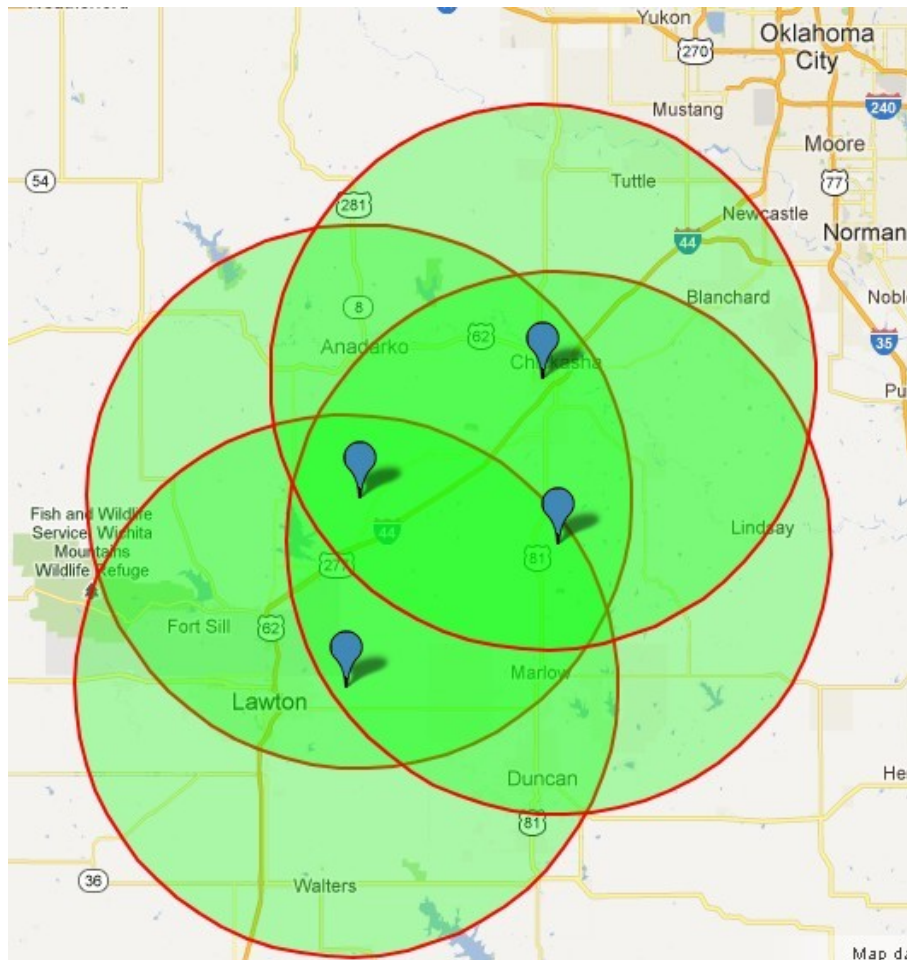 Yukon
Oklahoma
City
270
Mustang
240
Moore
54
Tuttle
77
281
Newcastle
Norman
44
Blanchard
Noble
8
62
35
Anadarko
Chickasha
Pu
Fish and Wildlife
Service: Wichita
Mountains
Wildlife Refuge
Lindsay
44
277
81
Fort Sill
62
Marlow
Lawton
Duncan
He
81
36
Walters
Map da